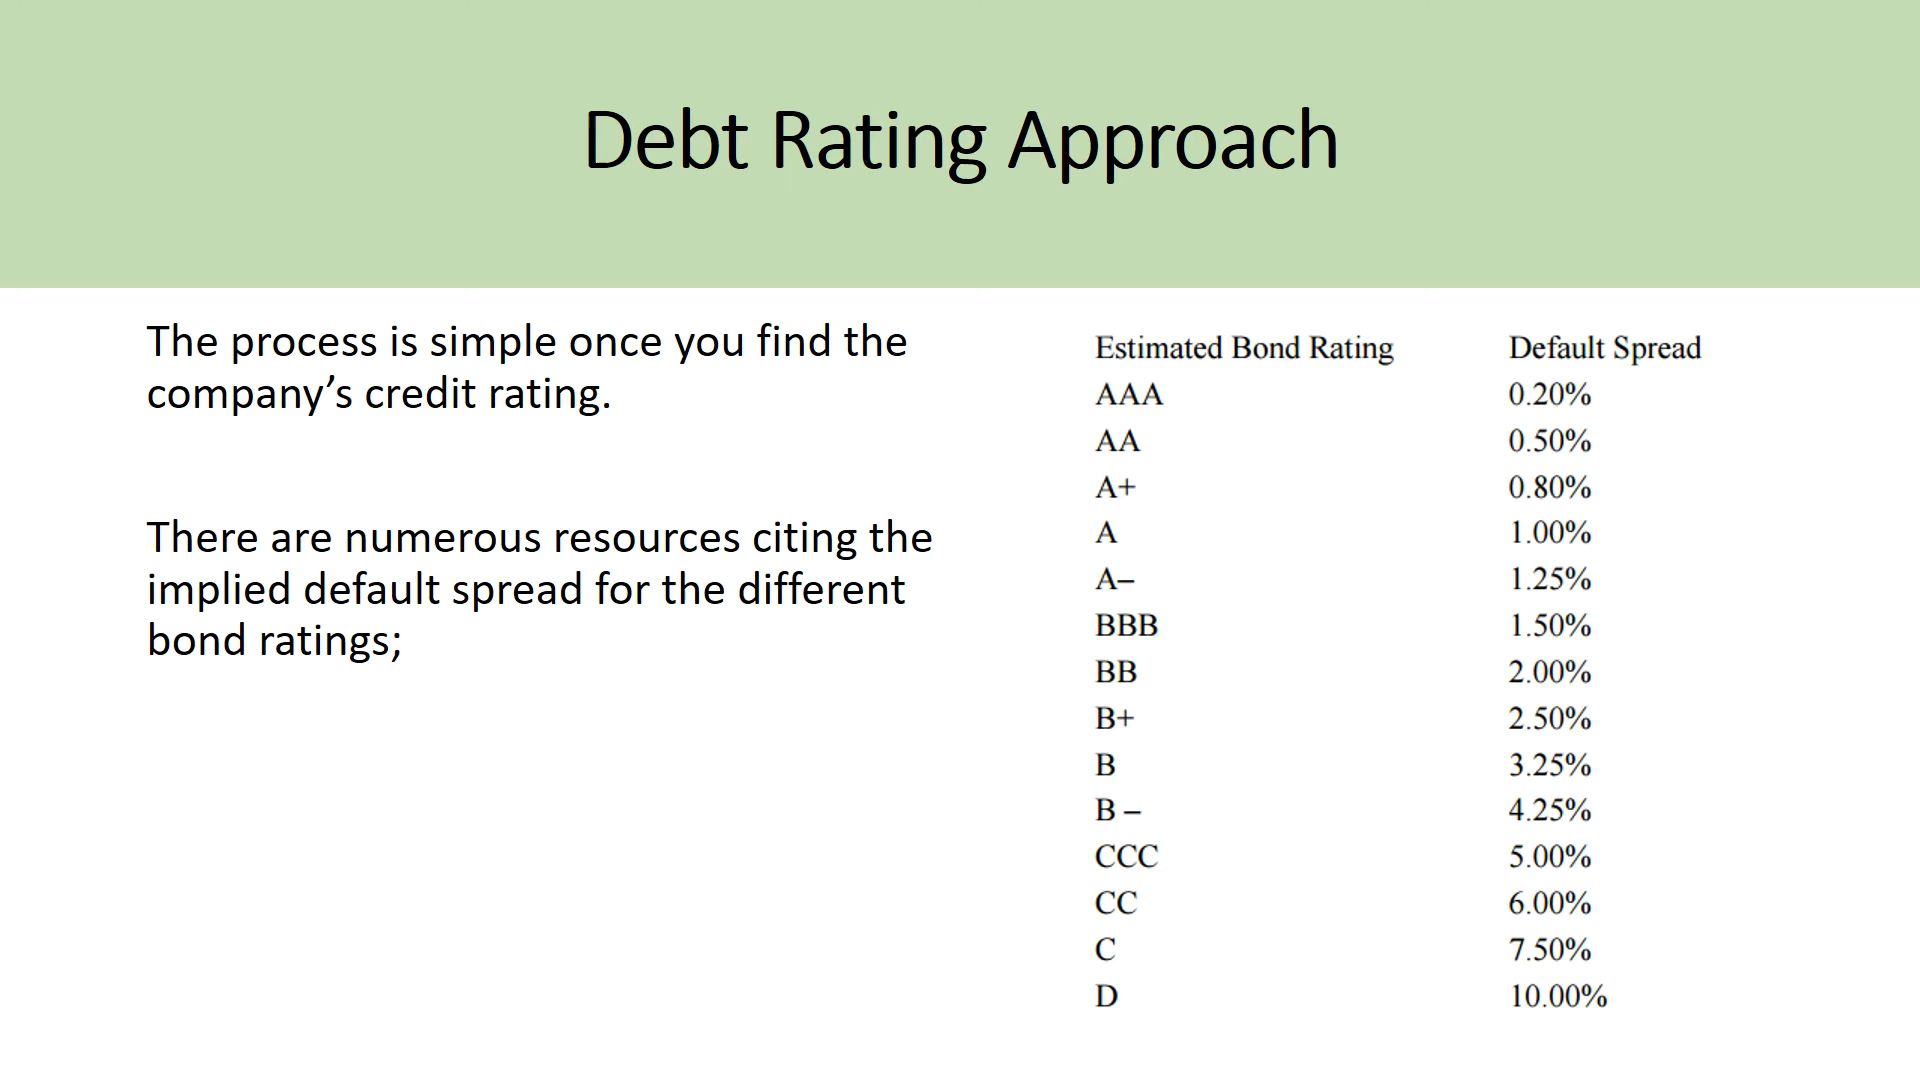 Debt Rating Approach
The process is simple once you find the
company’s credit rating.
There are numerous resources citing the
implied default spread for the different
bond ratings;
Estimated Bond Rating Default Spread
AAA 0.20%
AA 0.50%
A+ 0.80%
A 1.00%
A– 1.25%
BBB 1.50%
BB 2.00%
B+ 2.50%
B 3.25%
B – 4.25%
CCC 5.00%
CC 6.00%
C 7.50%
D 10.00%